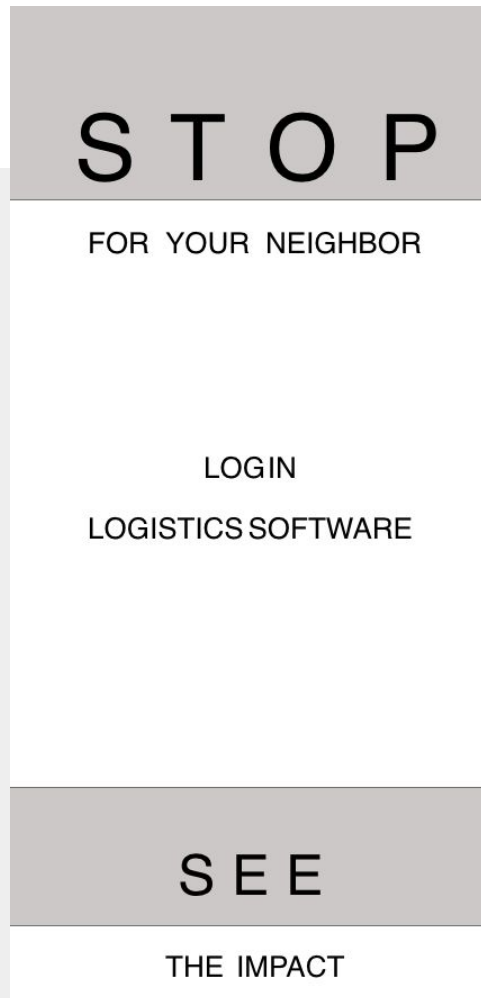 STOP
FOR YOUR NEIGHBOR
LOGIN
LOGISTICS SOFTWARE
SEE
THE IMPACT